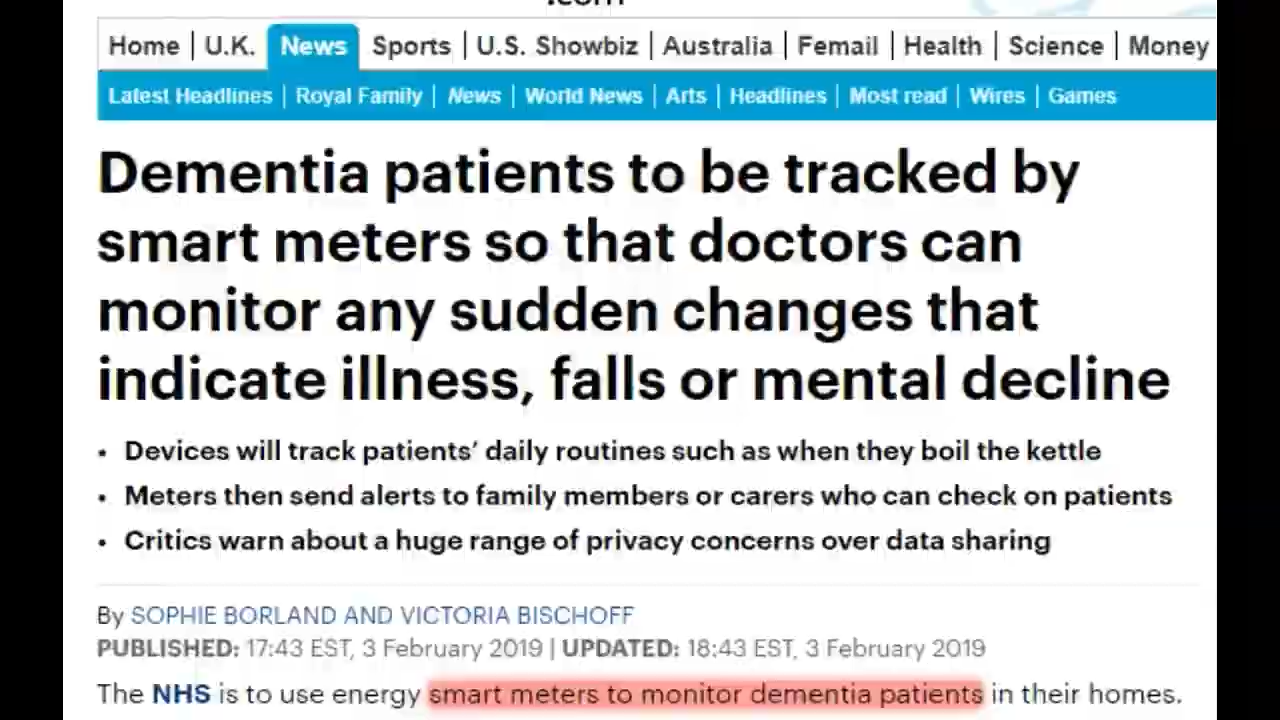 .com
Home | U.K. News Sports | U.S. Showbiz | Australia | Femail | Health | Science | Money
Latest Headlines | Royal Family | News | World News | Arts | Headlines | Most read | Wires | Games
Dementia patients to be tracked by
smart meters so that doctors can
monitor any sudden changes that
indicate illness, falls or mental decline
• Devices will track patients’ daily routines such as when they boil the kettle
• Meters then send alerts to family members or carers who can check on patients
• Critics warn about a huge range of privacy concerns over data sharing
By SOPHIE BORLAND AND VICTORIA BISCHOFF
PUBLISHED: 17:43 EST, 3 February 2019 | UPDATED: 18:43 EST, 3 February 2019
The NHS is to use energy smart meters to monitor dementia patients in their homes.